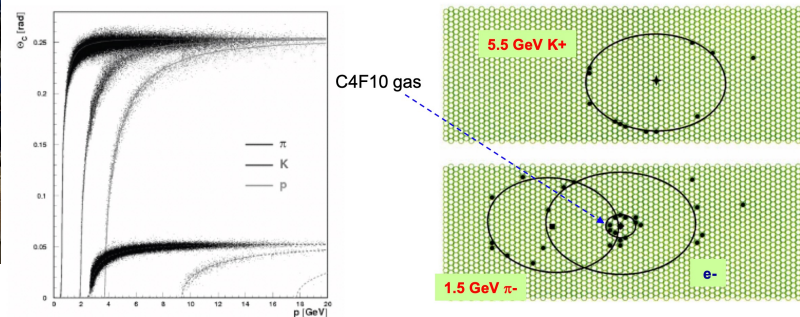 Θc [rad]
0.25
0.2
0.15
0.1
0.05
0
0
2
4
6
8
10
12
14
16
18
20
p [GeV]
π
K
p
C4F10 gas
5.5 GeV K+
1.5 GeV π-
e-